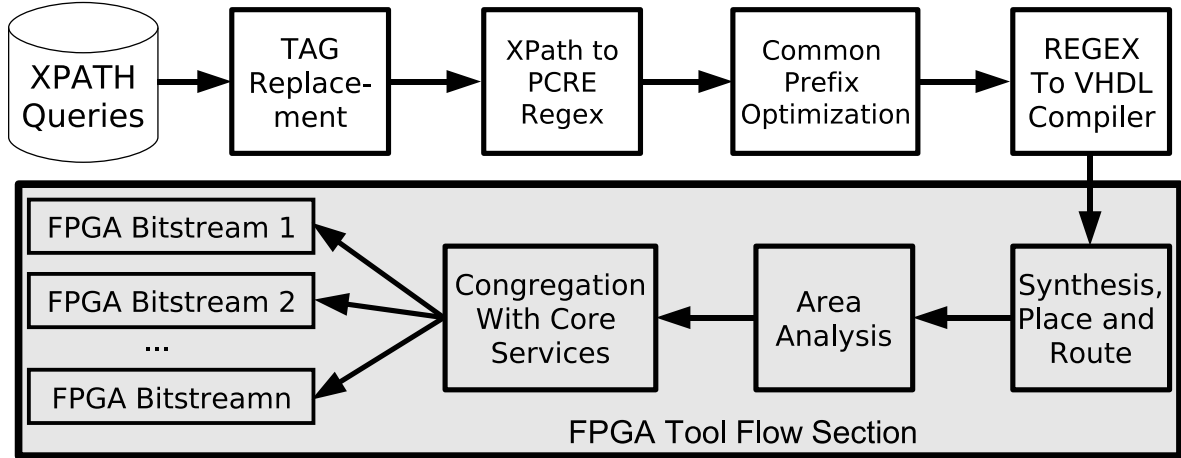 XPATH
Queries
TAG
Replace-
ment
XPath to
PCRE
Regex
Common
Prefix
Optimization
REGEX
To VHDL
Compiler
FPGA Bitstream 1
FPGA Bitstream 2
...
FPGA Bitstreamn
Congregation
With Core
Services
Area
Analysis
Synthesis,
Place and
Route
FPGA Tool Flow Section